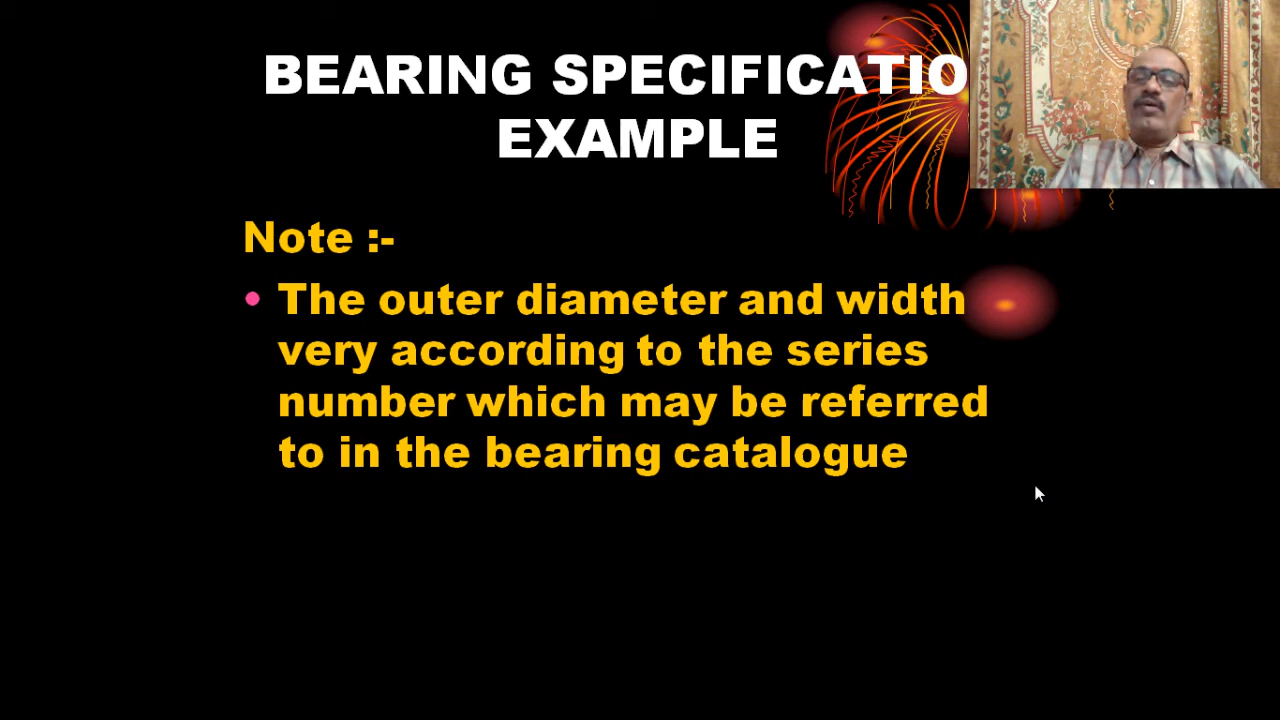 BEARING SPECIFICATIO
EXAMPLE
Note :-
• The outer diameter and width
very according to the series
number which may be referred
to in the bearing catalogue